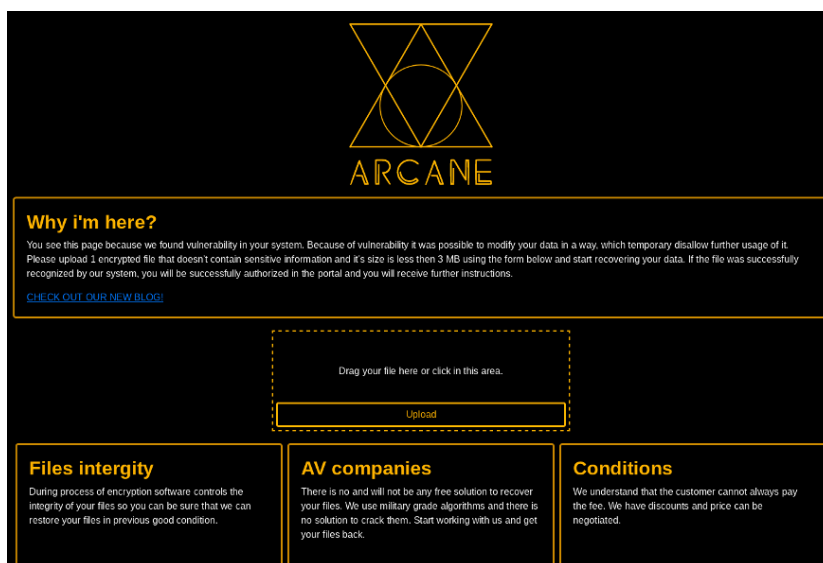 ARCANE
Why i'm here?
You see this page because we found vulnerability in your system. Because of vulnerability it was possible to modify your data in a way, which temporary disallow further usage of it.
Please upload 1 encrypted file that doesn't contain sensitive information and it's size is less then 3 MB using the form below and start recovering your data. If the file was successfully
recognized by our system, you will be successfully authorized in the portal and you will receive further instructions.
CHECK OUT OUR NEW BLOG!
Drag your file here or click in this area.
Upload
Files intergity
During process of encryption software controls the
integrity of your files so you can be sure that we can
restore your files in previous good condition.
AV companies
There is no and will not be any free solution to recover
your files. We use military grade algorithms and there is
no solution to crack them. Start working with us and get
your files back.
Conditions
We understand that the customer cannot always pay
the fee. We have discounts and price can be
negotiated.